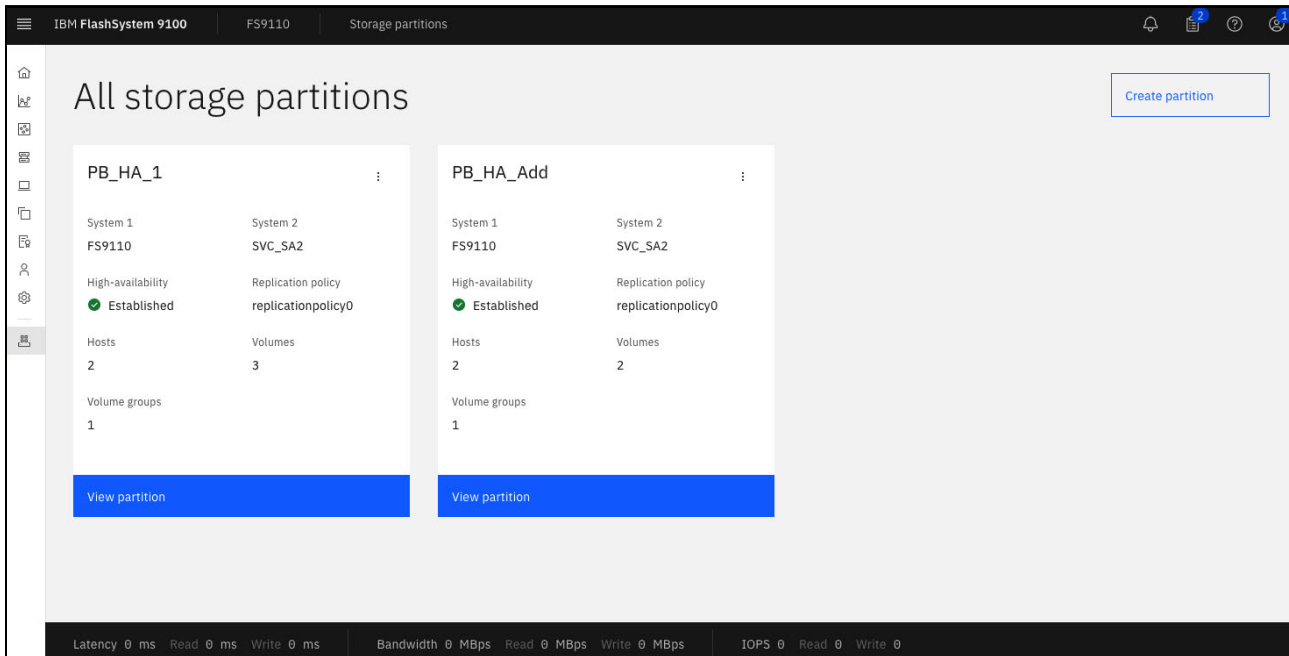 IBM FlashSystem 9100 FS9110 Storage partitions 2 1
All storage partitions
Create partition
PB_HA_1
System 1 System 2
FS9110 SVC_SA2
High-availability Replication policy
Established replicationpolicy0
Hosts Volumes
2 3
Volume groups
1
View partition
PB_HA_Add
System 1 System 2
FS9110 SVC_SA2
High-availability Replication policy
Established replicationpolicy0
Hosts Volumes
2 2
Volume groups
1
View partition
Latency 0 ms Read 0 ms Write 0 ms Bandwidth 0 MBps Read 0 MBps Write 0 MBps IOPS 0 Read 0 Write 0